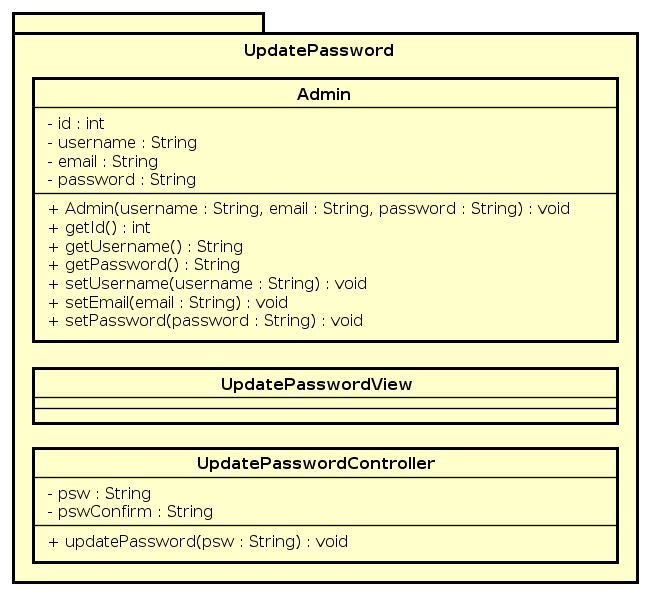 UpdatePassword
Admin
- id : int
- username : String
- email : String
- password : String
+ Admin(username : String, email : String, password : String) : void
+ getId() : int
+ getUsername() : String
+ getPassword() : String
+ setUsername(username : String) : void
+ setEmail(email : String) : void
+ setPassword(password : String) : void
UpdatePasswordView
UpdatePasswordController
- psw : String
- pswConfirm : String
+ updatePassword(psw : String) : void